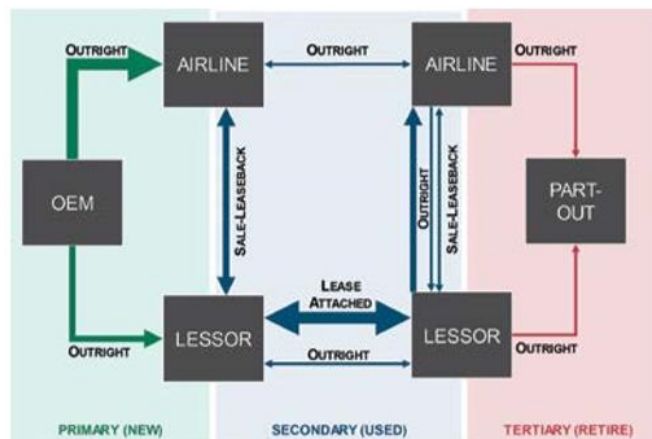 OUTRIGHT
OUTRIGHT
AIRLINE
AIRLINE
OUTRIGHT
OEM
SALE-LEASEBACK
OUTRIGHT
SALE-LEASEBACK
PART-
OUT
LEASE
ATTACHED
LESSOR
LESSOR
OUTRIGHT
OUTRIGHT
OUTRIGHT
PRIMARY (NEW)
SECONDARY (USED)
TERTIARY (RETIRE)